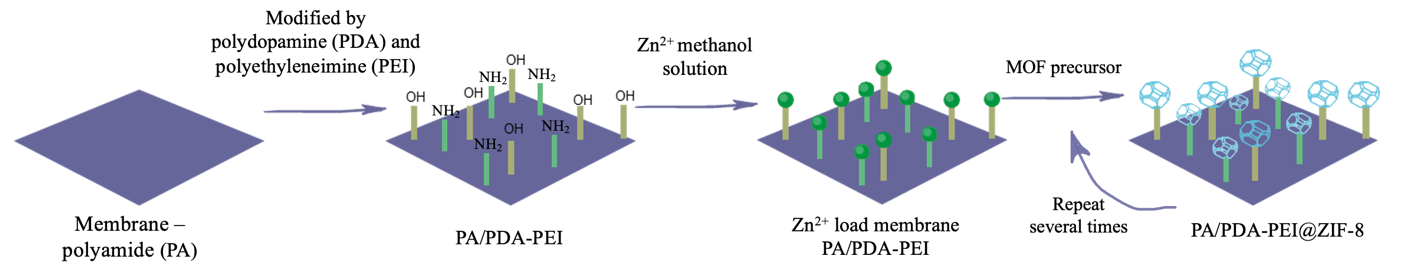 Modified by
polydopamine (PDA) and
polyethyleneimine (PEI)
Membrane –
polyamide (PA)
OH
NH₂
OH
NH₂
OH
NH₂
OH
NH₂
OH
OH
NH₂
PA/PDA-PEI
Zn²⁺ methanol
solution
Zn²⁺ load membrane
PA/PDA-PEI
MOF precursor
Repeat
several times
PA/PDA-PEI@ZIF-8